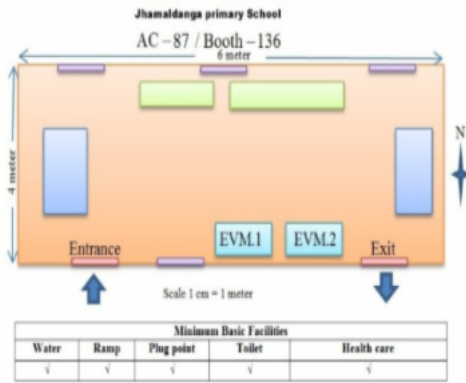 Jhamaldanga primary School
AC – 87 / Booth -136
6 meter
4 meter
N
EVM.1 EVM.2
Entrance Exit
Scale 1 cm = 1 meter
Minimum Basic Facilities
Water Ramp Plug point Toilet Health care
√ √ √ √ √